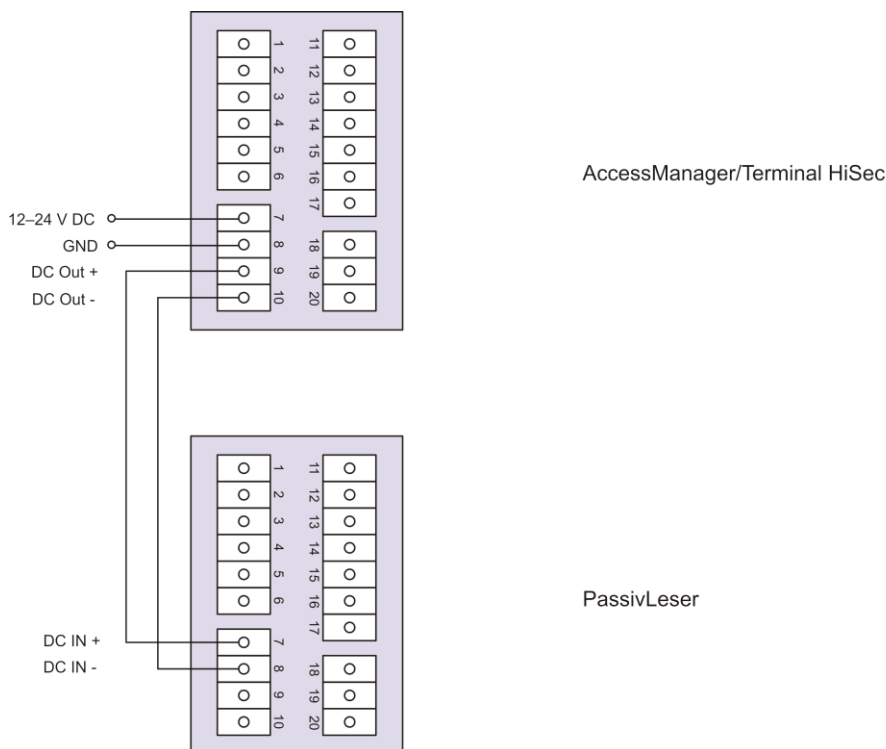 1 11
2 12
3 13
4 14
5 15
6 16
17
AccessManager/Terminal HiSec
12–24 V DC 7
GND 8 18
DC Out + 9 19
DC Out - 10 20
1 11
2 12
3 13
4 14
5 15
6 16
PassivLeser
17
DC IN + 7
DC IN - 8 18
9 19
10 20